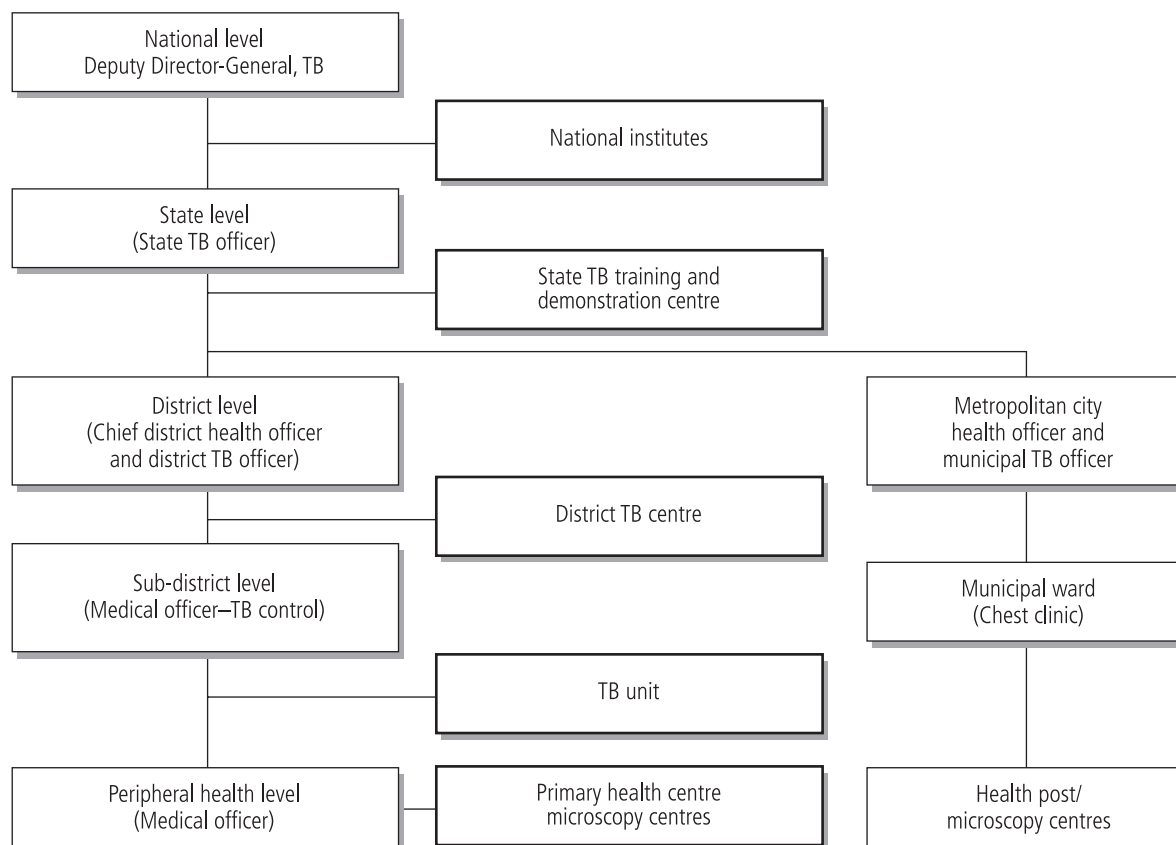 National level
Deputy Director-General, TB
National institutes
State level
(State TB officer)
State TB training and
demonstration centre
District level
(Chief district health officer
and district TB officer)
Metropolitan city
health officer and
municipal TB officer
District TB centre
Sub-district level
(Medical officer–TB control)
Municipal ward
(Chest clinic)
TB unit
Peripheral health level
(Medical officer)
Primary health centre
microscopy centres
Health post/
microscopy centres